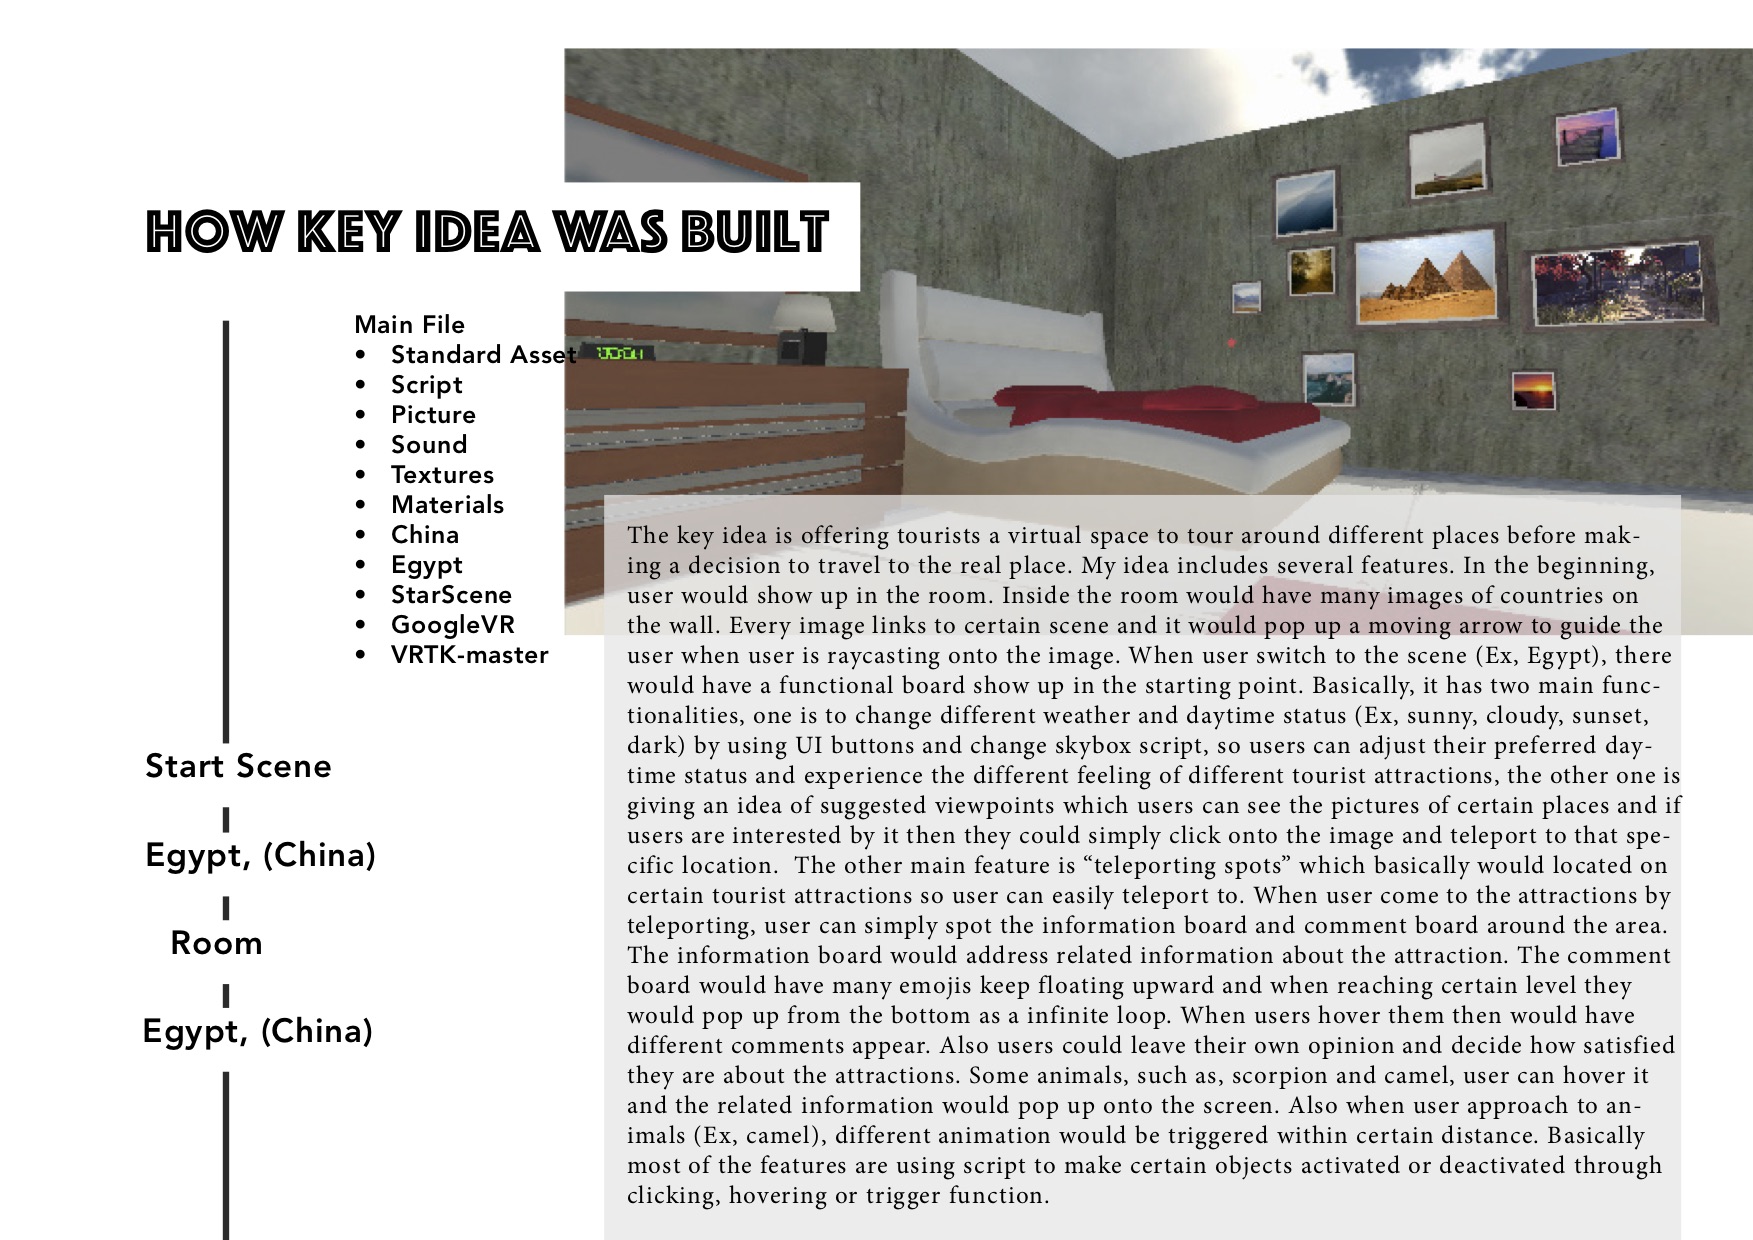 HOW KEY IDEA WAS BUILT
Main File
• Standard Asset
• Script
• Picture
• Sound
• Textures
• Materials
• China
• Egypt
• StarScene
• GoogleVR
• VRTK-master
Start Scene
Egypt, (China)
Room
Egypt, (China)
The key idea is offering tourists a virtual space to tour around different places before mak-
ing a decision to travel to the real place. My idea includes several features. In the beginning,
user would show up in the room. Inside the room would have many images of countries on
the wall. Every image links to certain scene and it would pop up a moving arrow to guide the
user when user is raycasting onto the image. When user switch to the scene (Ex, Egypt), there
would have a functional board show up in the starting point. Basically, it has two main func-
tionalities, one is to change different weather and daytime status (Ex, sunny, cloudy, sunset,
dark) by using UI buttons and change skybox script, so users can adjust their preferred day-
time status and experience the different feeling of different tourist attractions, the other one is
giving an idea of suggested viewpoints which users can see the pictures of certain places and if
users are interested by it then they could simply click onto the image and teleport to that spe-
cific location.  The other main feature is “teleporting spots” which basically would located on
certain tourist attractions so user can easily teleport to. When user come to the attractions by
teleporting, user can simply spot the information board and comment board around the area.
The information board would address related information about the attraction. The comment
board would have many emojis keep floating upward and when reaching certain level they
would pop up from the bottom as a infinite loop. When users hover them then would have
different comments appear. Also users could leave their own opinion and decide how satisfied
they are about the attractions. Some animals, such as, scorpion and camel, user can hover it
and the related information would pop up onto the screen. Also when user approach to an-
imals (Ex, camel), different animation would be triggered within certain distance. Basically
most of the features are using script to make certain objects activated or deactivated through
clicking, hovering or trigger function.